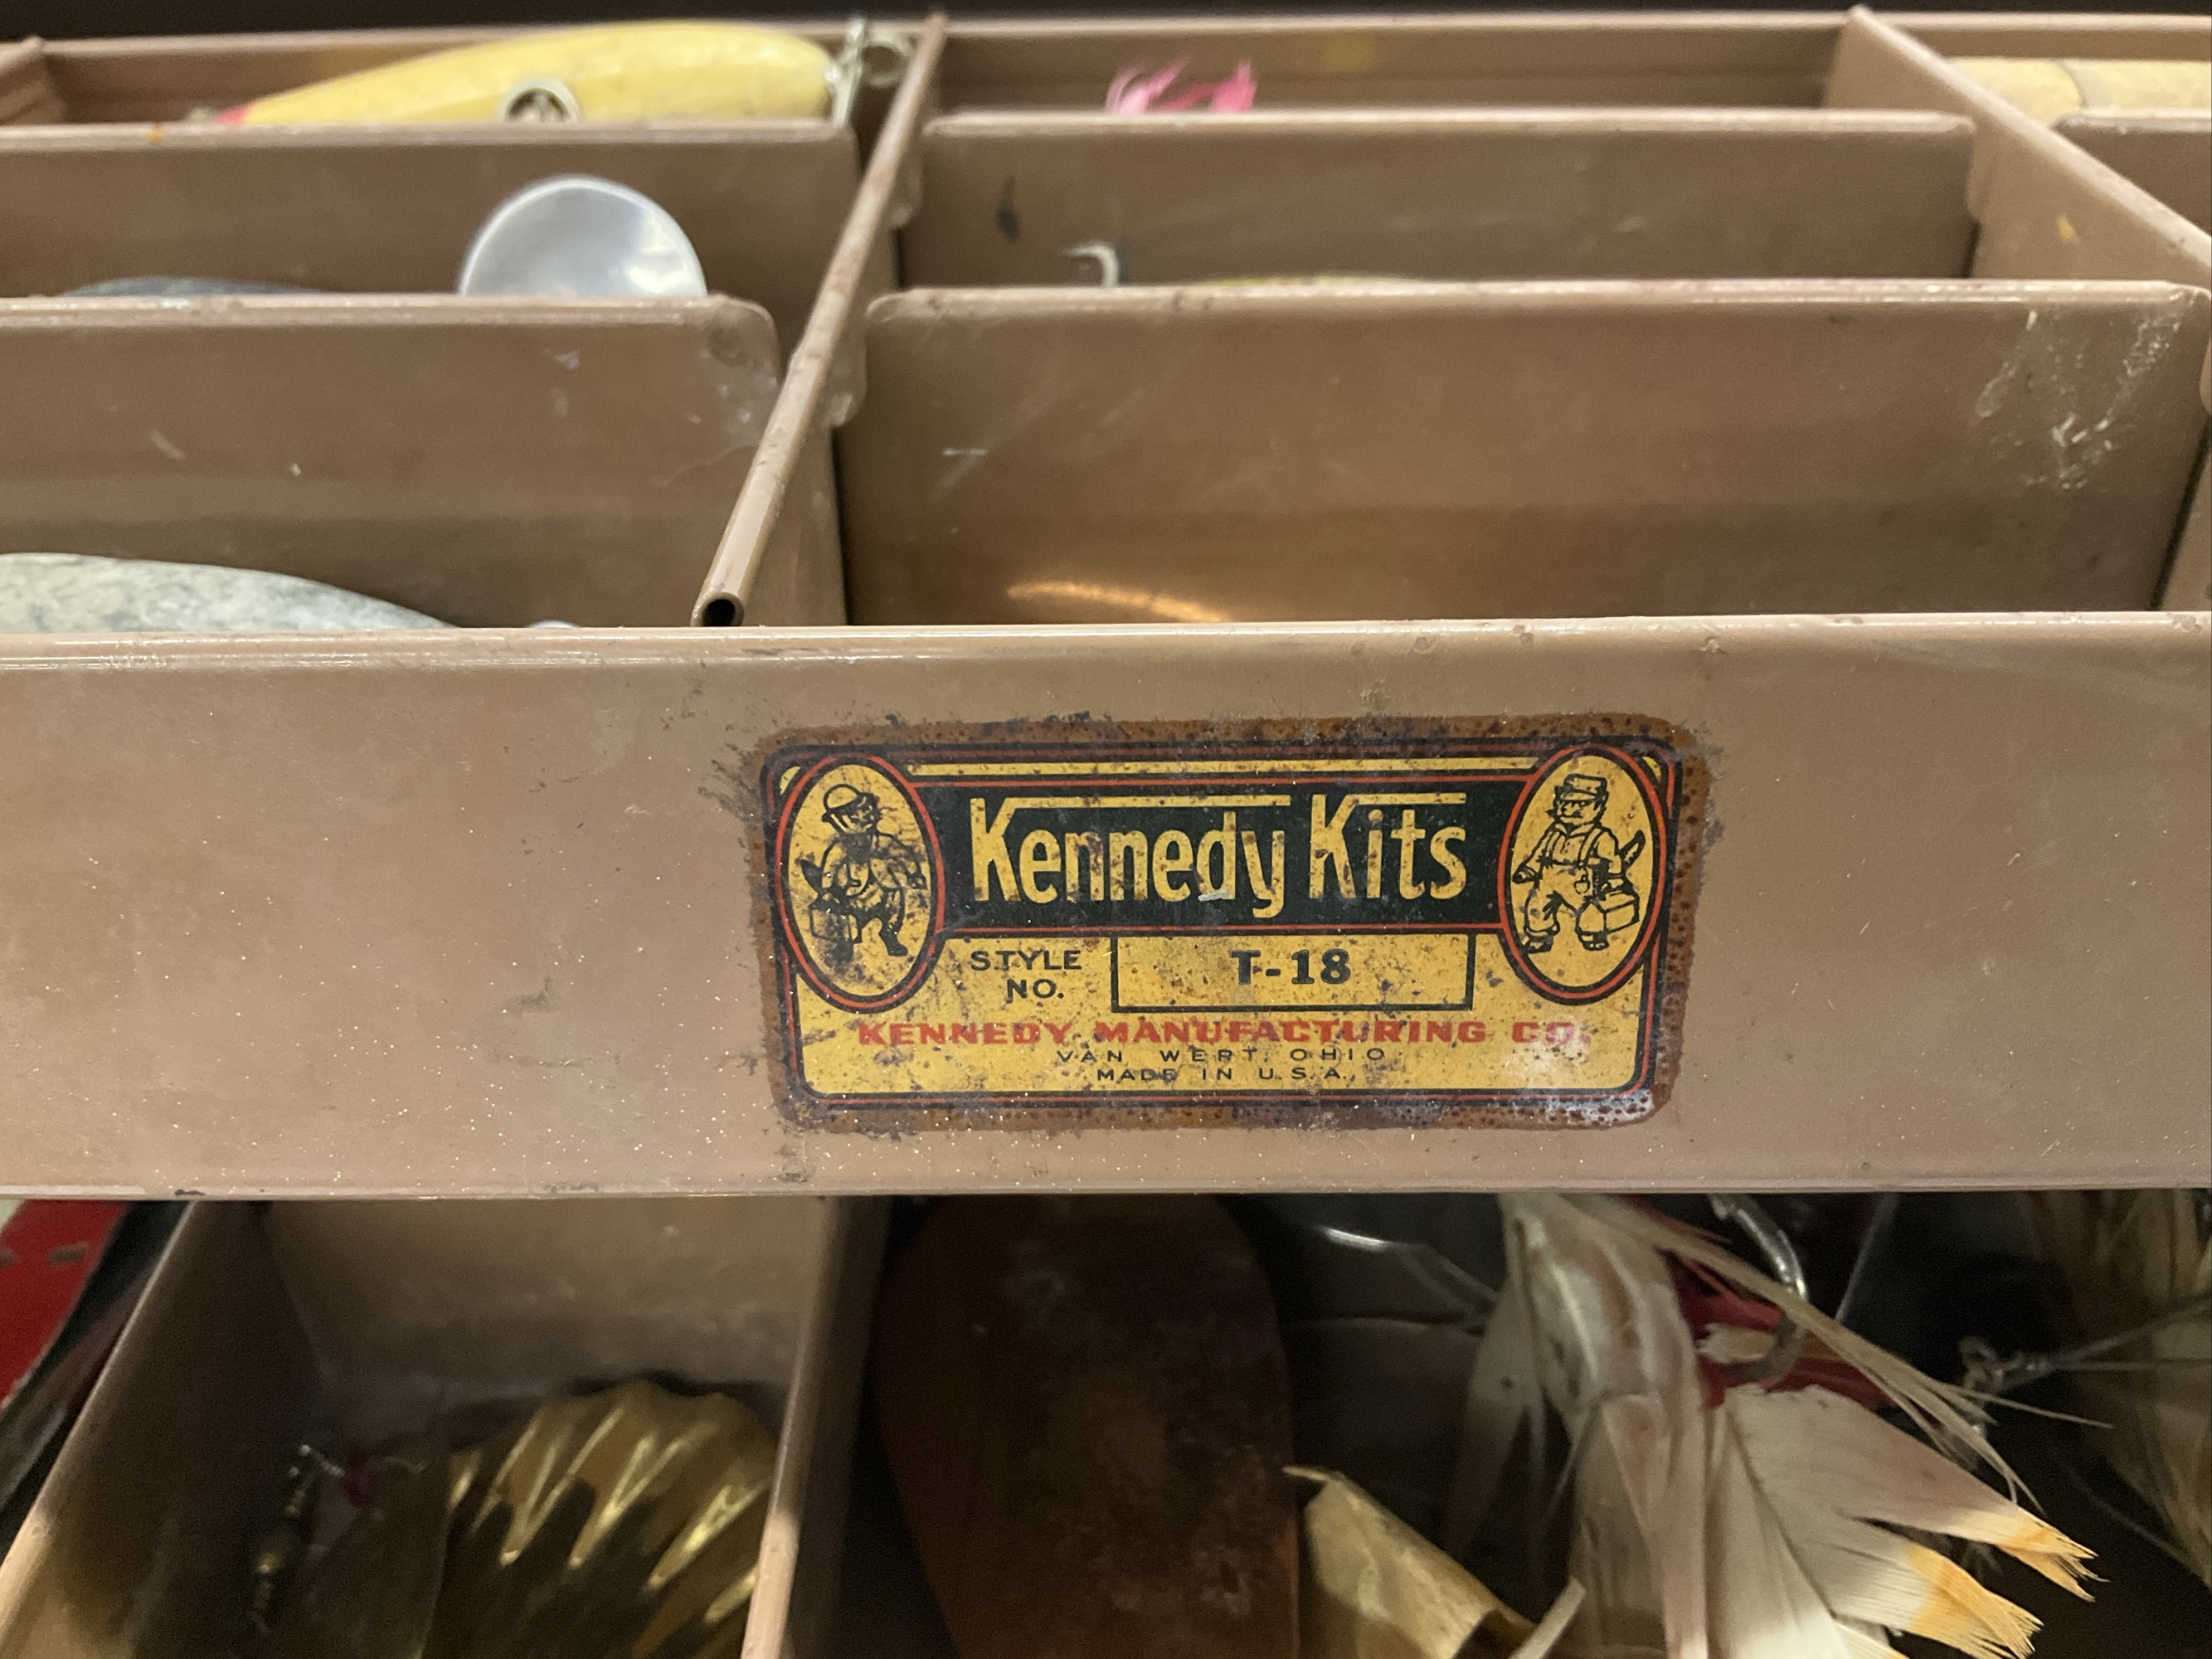 Kennedy Kits
STYLE
NO.
T-18
KENNEDY MANUFACTURING CO.
VAN WERT, OHIO
MADE IN U.S.A.